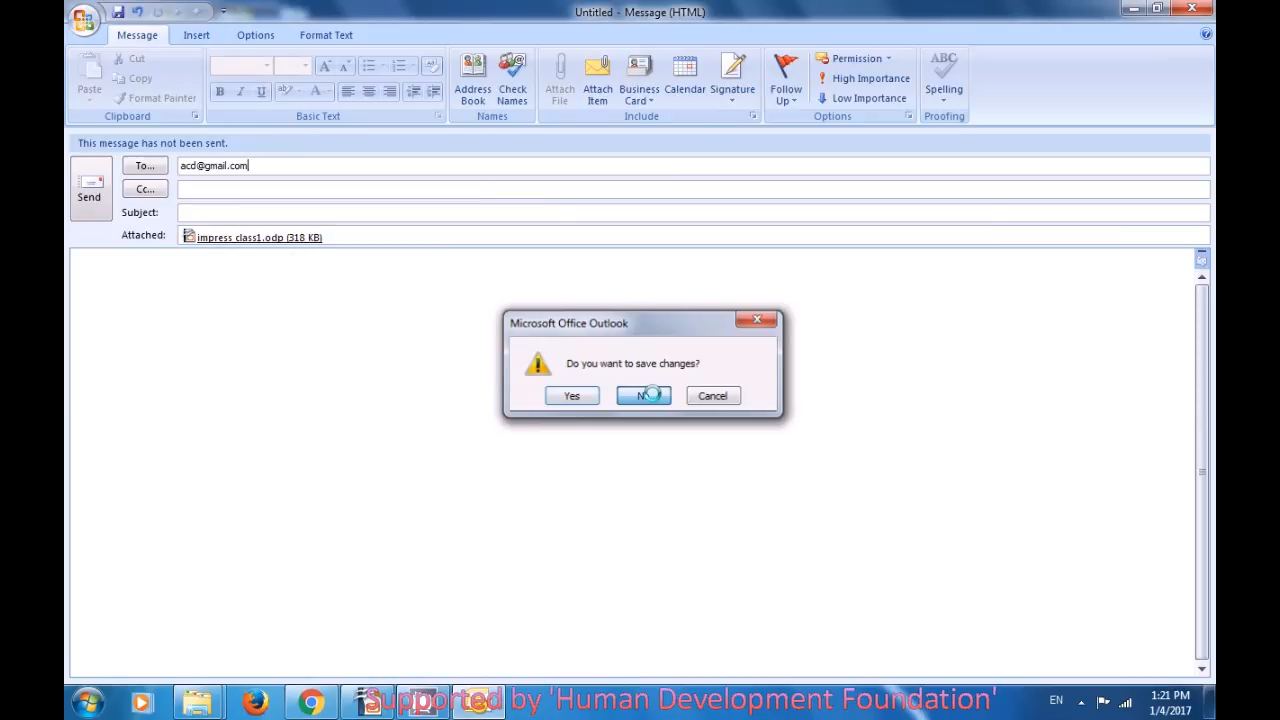 Untitled - Message (HTML)
Message Insert Options Format Text
Paste
Cut
Copy
Format Painter
Clipboard
B I U
Basic Text
Address Book
Check Names
Names
Attach File
Attach Item
Business Card
Calendar
Signature
Include
Follow Up
Permission
High Importance
Low Importance
Options
ABC
Spelling
Proofing
This message has not been sent.
Send
To... acd@gmail.com
Cc...
Subject:
Attached: impress class1.odp (318 KB)
Microsoft Office Outlook
Do you want to save changes?
Yes Cancel
Supported by 'Human Development Foundation'
EN
1:21 PM
1/4/2017